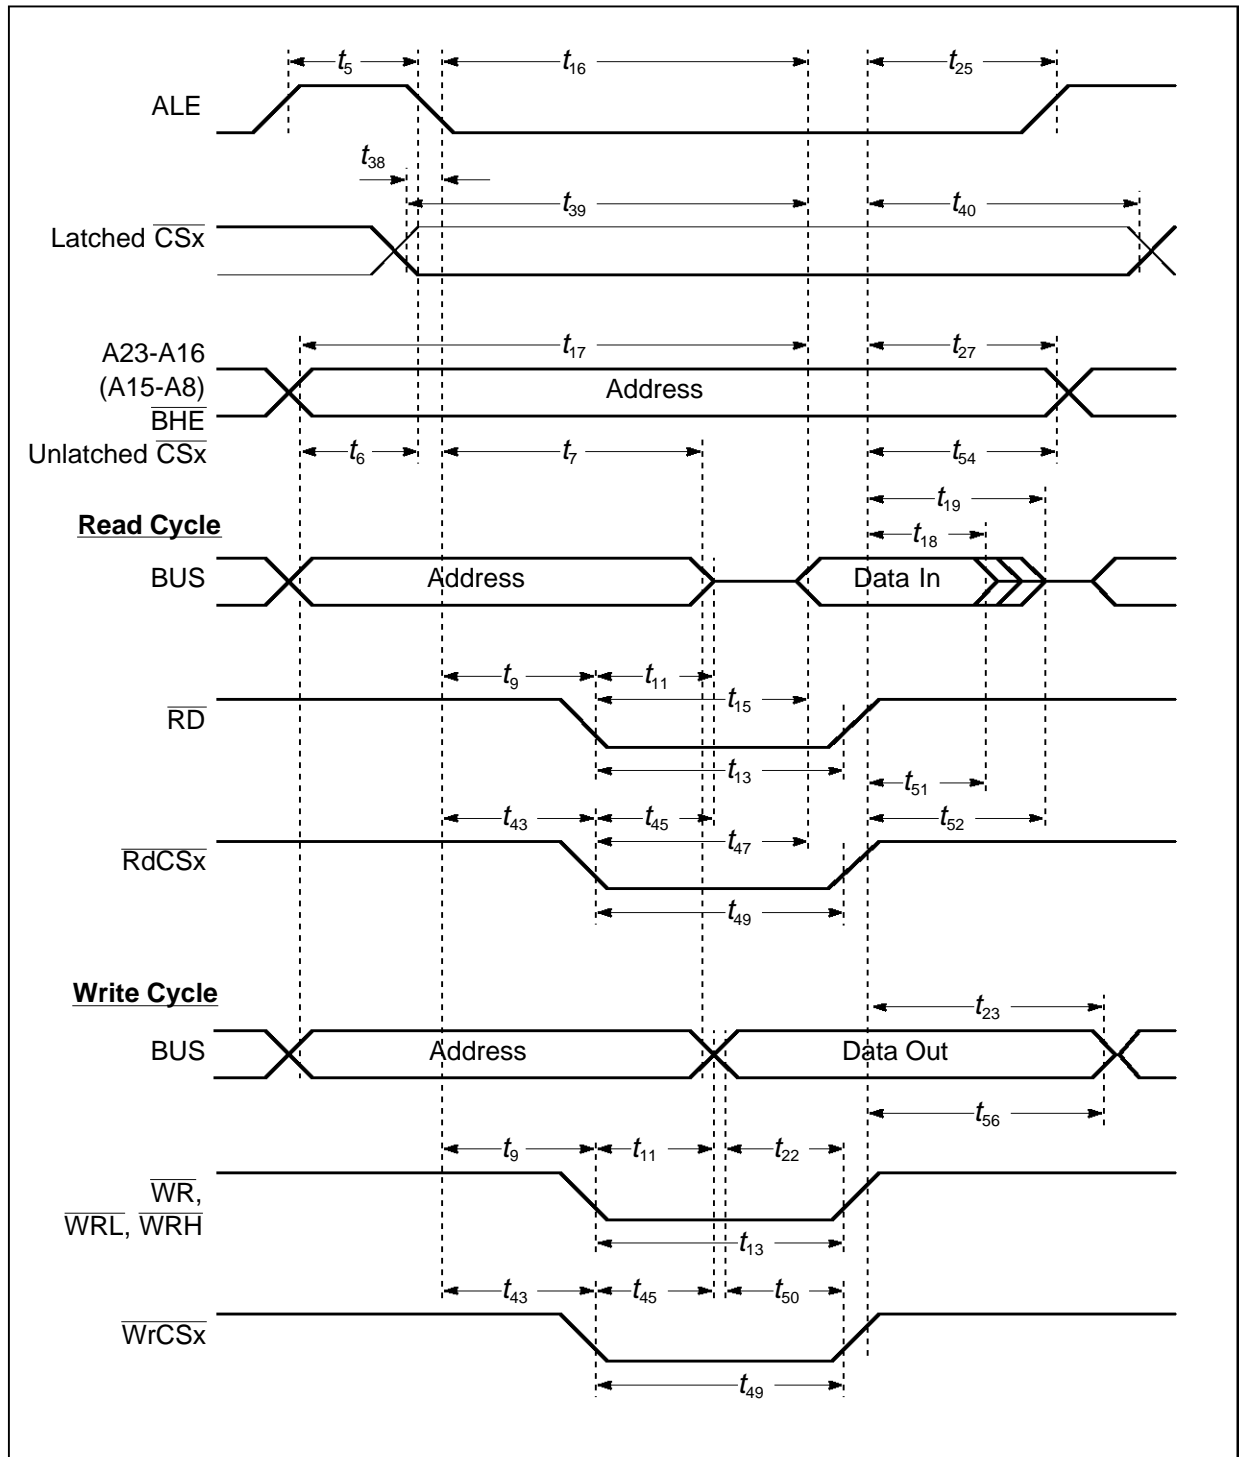 t5 t16 t25
ALE
t38
t39 t40
Latched CSx
t17 t27
A23-A16
(A15-A8)
BHE
Address
Unlatched CSx
t6 t7 t54
t19
Read Cycle
t18
BUS Address Data In
t9 t11
t15
RD
t13
t51
t43 t45 t52
t47
RdCSx
t49
Write Cycle
t23
BUS Address Data Out
t56
t9 t11 t22
WR,
WRL, WRH
t13
t43 t45 t50
WrCSx
t49